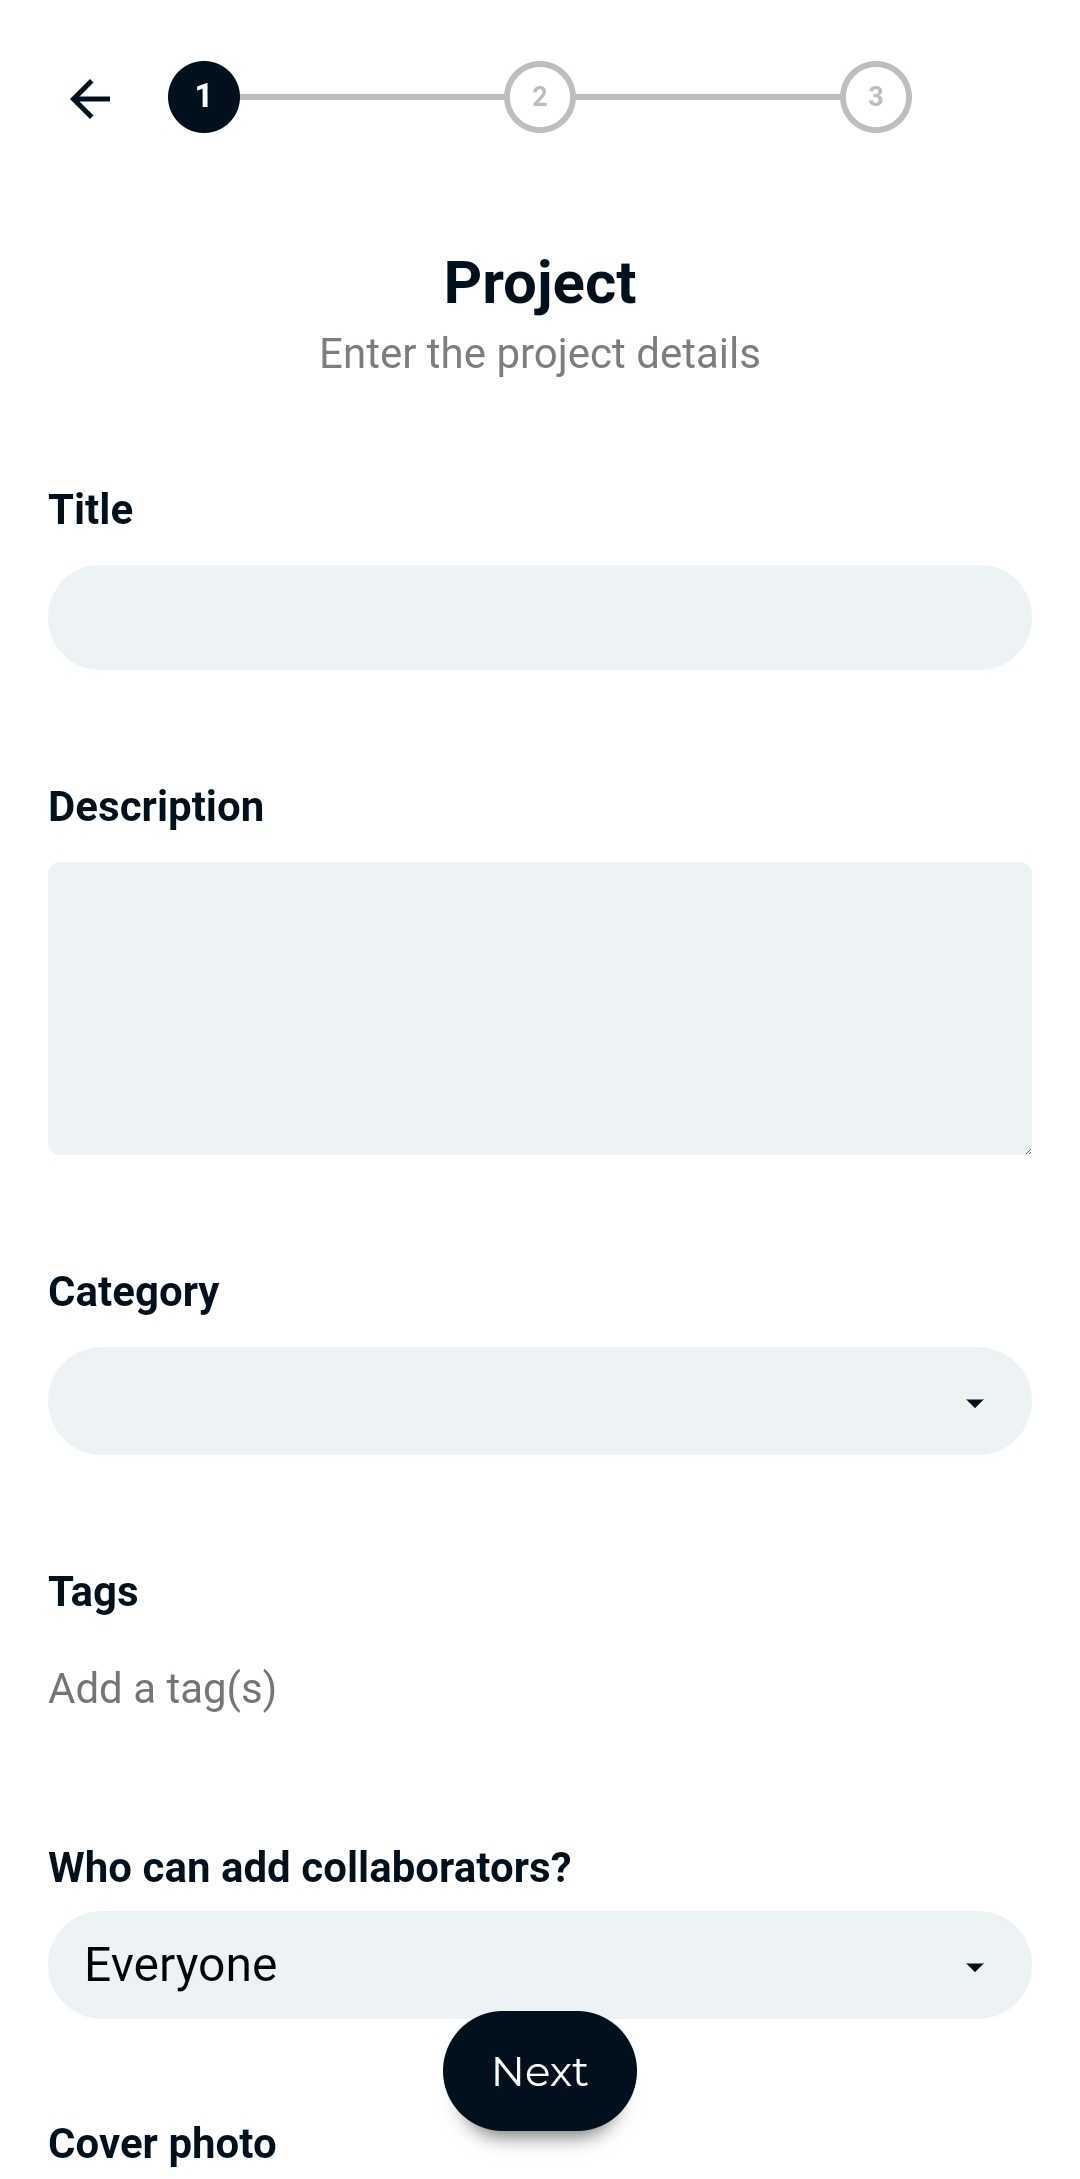 1
2
3
Project
Enter the project details
Title
Description
Category
Tags
Add a tag(s)
Who can add collaborators?
Everyone
Next
Cover photo